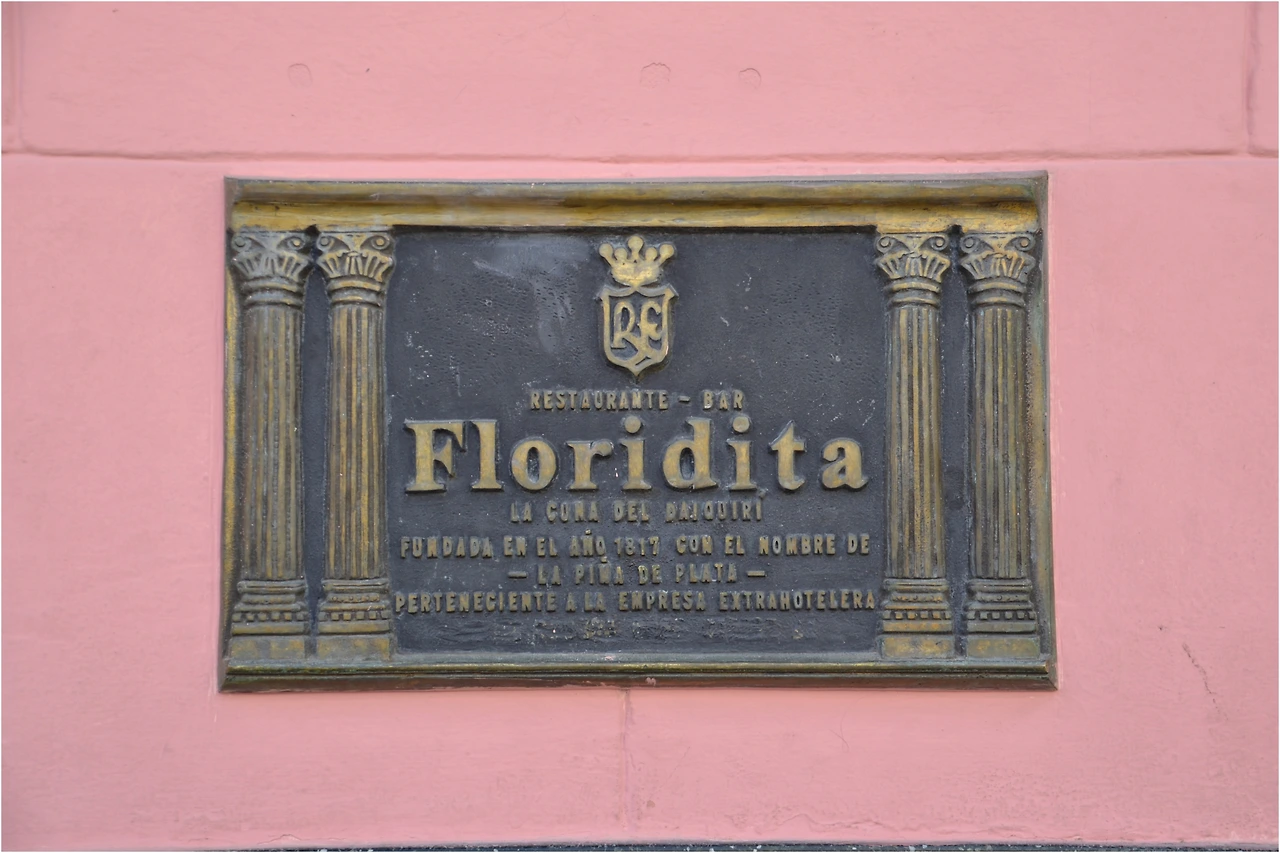 RF
RESTAURANTE - BAR
Floridita
LA CUNA DEL DAIQUIRI
FUNDADA EN EL AÑO 1817 CON EL NOMBRE DE
- LA PIÑA DE PLATA -
PERTENECIENTE A LA EMPRESA EXTRAHOTELERA